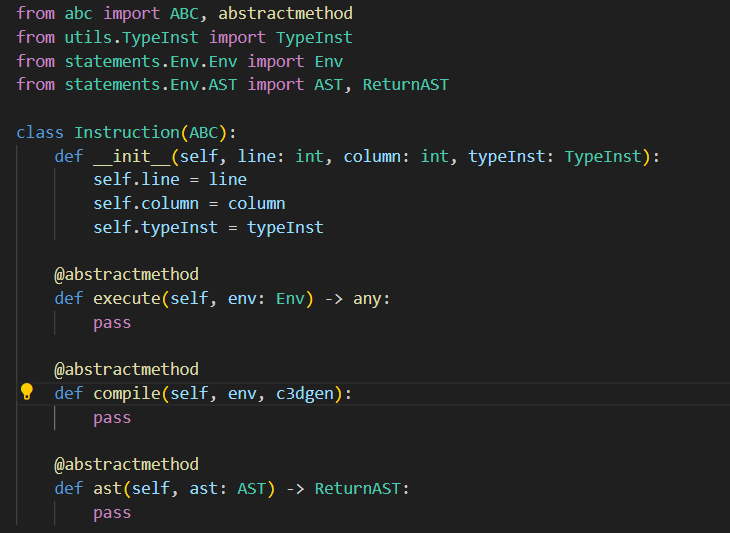 from abc import ABC, abstractmethod
from utils.TypeInst import TypeInst
from statements.Env.Env import Env
from statements.Env.AST import AST, ReturnAST

class Instruction(ABC):
    def __init__(self, line: int, column: int, typeInst: TypeInst):
        self.line = line
        self.column = column
        self.typeInst = typeInst

    @abstractmethod
    def execute(self, env: Env) -> any:
        pass

    @abstractmethod
    def compile(self, env, c3dgen):
        pass

    @abstractmethod
    def ast(self, ast: AST) -> ReturnAST:
        pass